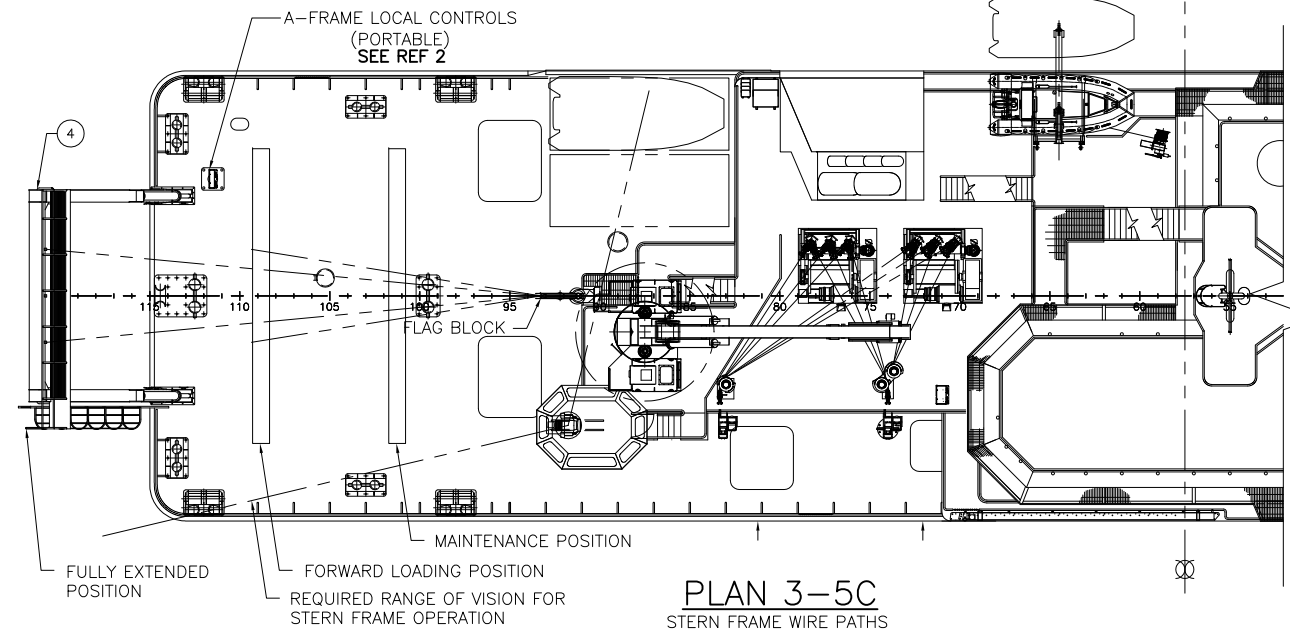 A-FRAME LOCAL CONTROLS
(PORTABLE)
SEE REF 2
4
110
105
95
80
75
70
65
60
FLAG BLOCK
MAINTENANCE POSITION
FULLY EXTENDED
POSITION
FORWARD LOADING POSITION
REQUIRED RANGE OF VISION FOR
STERN FRAME OPERATION
PLAN 3-5C
STERN FRAME WIRE PATHS